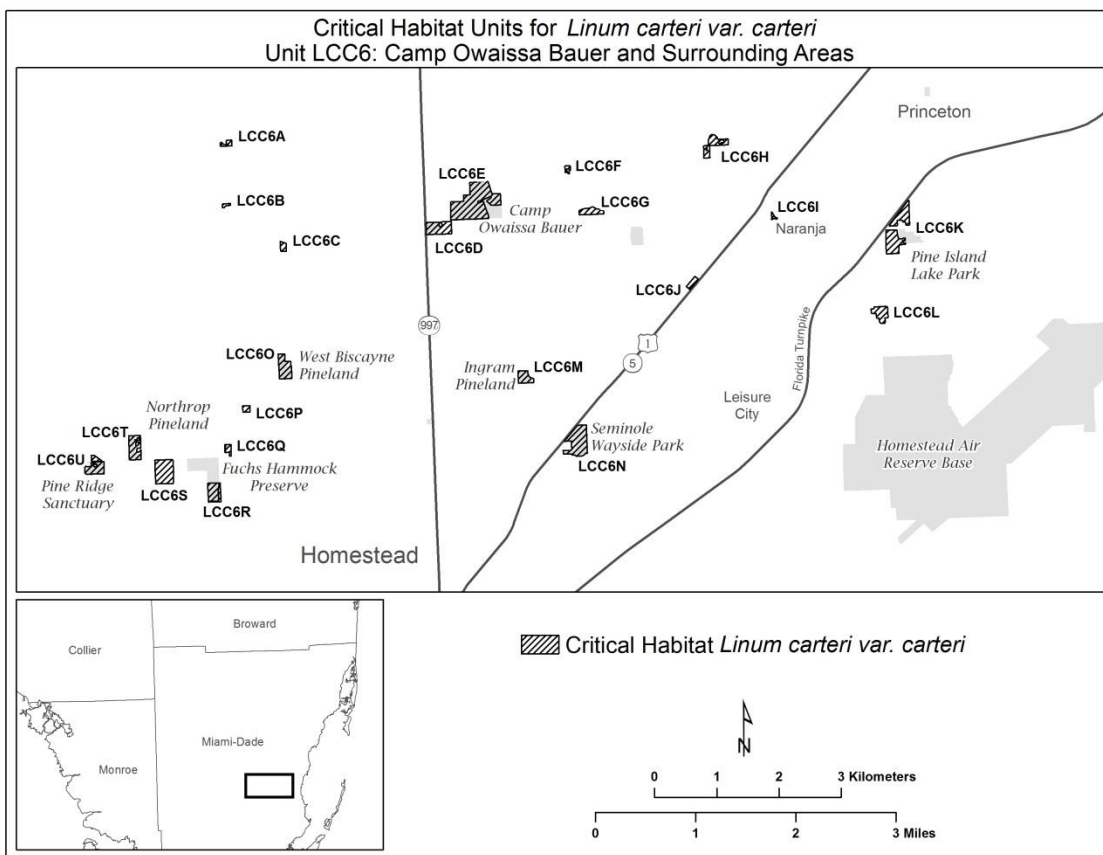 Critical Habitat Units for Linum carteri var. carteri
Unit LCC6: Camp Owaissa Bauer and Surrounding Areas
Princeton
LCC6A
LCC6H
LCC6F
LCC6E
LCC6B
LCC6G
LCC6I
Camp
Owaissa Bauer
Naranja
LCC6K
LCC6C
LCC6D
Pine Island
Lake Park
LCC6J
LCC6L
997
1
5
LCC6O
West Biscayne
Pineland
Ingram
Pineland
LCC6M
Florida Turnpike
Leisure
City
LCC6P
Northrop
Pineland
Seminole
Wayside Park
LCC6T
LCC6Q
LCC6N
Homestead Air
Reserve Base
LCC6U
Fuchs Hammock
Preserve
LCC6S
Pine Ridge
Sanctuary
LCC6R
Homestead
Broward
Collier
Miami-Dade
Monroe
Critical Habitat Linum carteri var. carteri
N
0 1 2 3 Kilometers
0 1 2 3 Miles